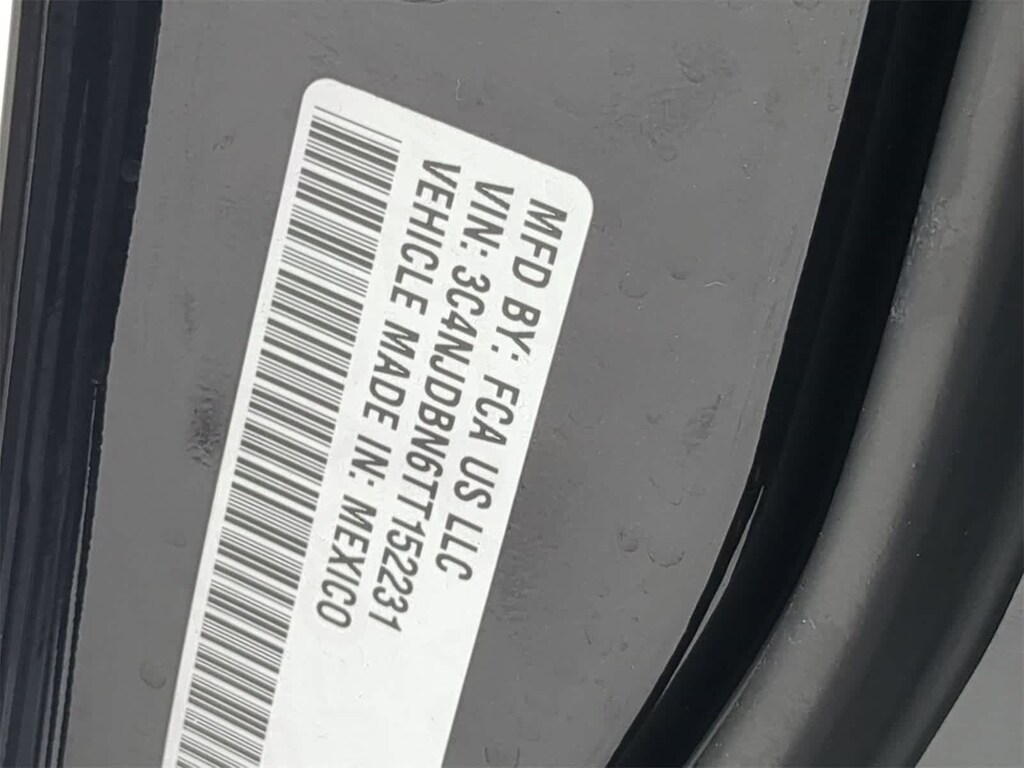 MFD BY: FCA US LLC
VIN: 3C4NJDBN6TT152231
VEHICLE MADE IN: MEXICO